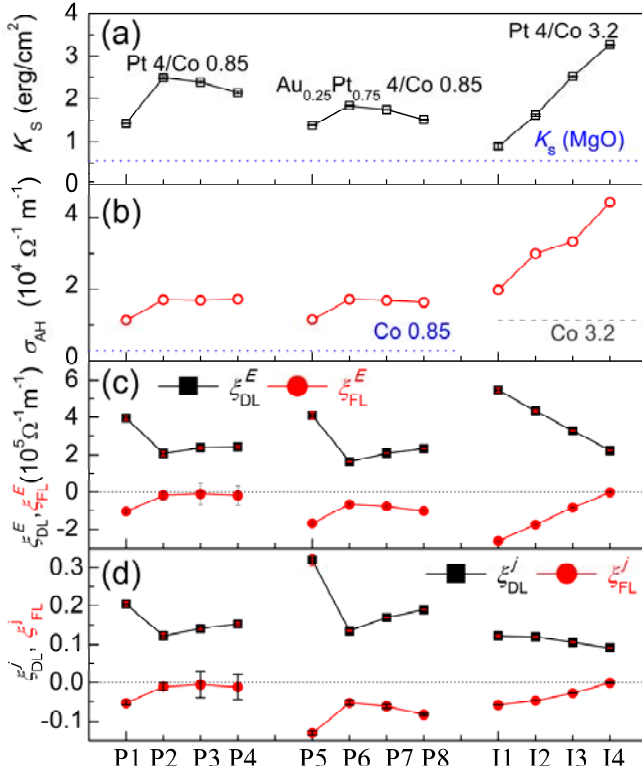 (a)
Pt 4/Co 0.85
Au0.25Pt0.75 4/Co 0.85
Pt 4/Co 3.2
Ks (MgO)
Ks (erg/cm²)
4
3
2
1
0
(b)
Co 0.85
Co 3.2
σAH (10⁴ Ω⁻¹ m⁻¹)
4
2
0
(c)
ξᴱDL
ξᴱFL
ξᴱDL, ξᴱFL (10⁵Ω⁻¹m⁻¹)
6
4
2
0
-2
(d)
ξʲDL
ξʲFL
ξʲDL, ξʲFL
0.3
0.2
0.1
0.0
-0.1
P1 P2 P3 P4 P5 P6 P7 P8 I1 I2 I3 I4